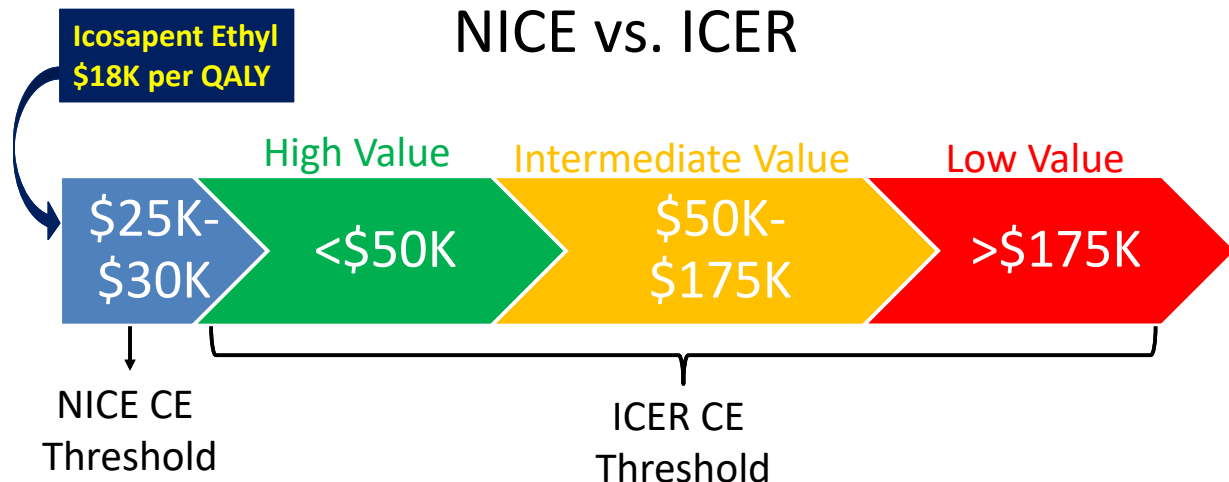 NICE vs. ICER
Icosapent Ethyl
$18K per QALY
High Value
Intermediate Value
Low Value
$25K-
$30K
<$50K
$50K-
$175K
>$175K
NICE CE
Threshold
ICER CE
Threshold